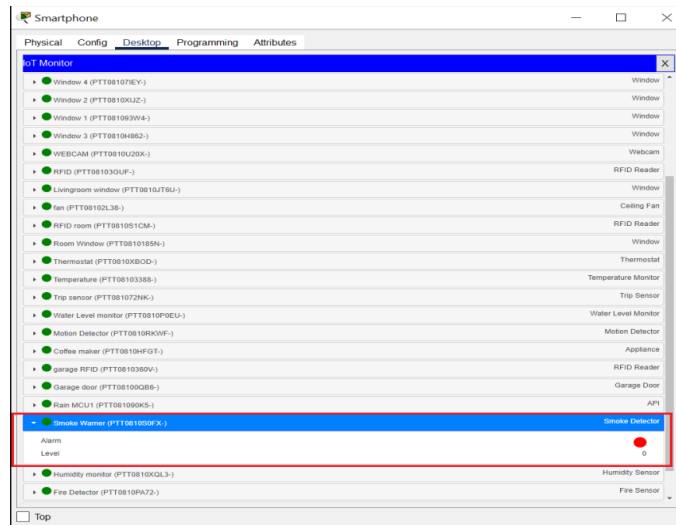 Smartphone
Physical Config Desktop Programming Attributes
IoT Monitor X
Window 4 (PTT08107IEY-) Window
Window 2 (PTT0810XIJZ-) Window
Window 1 (PTT081093W4-) Window
Window 3 (PTT0810H862-) Window
WEBCAM (PTT0810U20X-) Webcam
RFID (PTT08103GUF-) RFID Reader
Livingroom window (PTT0810JT6U-) Window
fan (PTT08102L38-) Ceiling Fan
RFID room (PTT0810S1CM-) RFID Reader
Room Window (PTT0810185N-) Window
Thermostat (PTT0810XBOD-) Thermostat
Temperature (PTT08103388-) Temperature Monitor
Trip sensor (PTT081072NK-) Trip Sensor
Water Level monitor (PTT0810P0EU-) Water Level Monitor
Motion Detector (PTT0810RKWF-) Motion Detector
Coffee maker (PTT0810HFGT-) Appliance
garage RFID (PTT0810360V-) RFID Reader
Garage door (PTT08100QB6-) Garage Door
Rain MCU1 (PTT081090K5-) API
Smoke Warner (PTT0810S0FX-) Smoke Detector
Alarm
Level 0
Humidity monitor (PTT0810XQL3-) Humidity Sensor
Fire Detector (PTT0810PA72-) Fire Sensor
Top